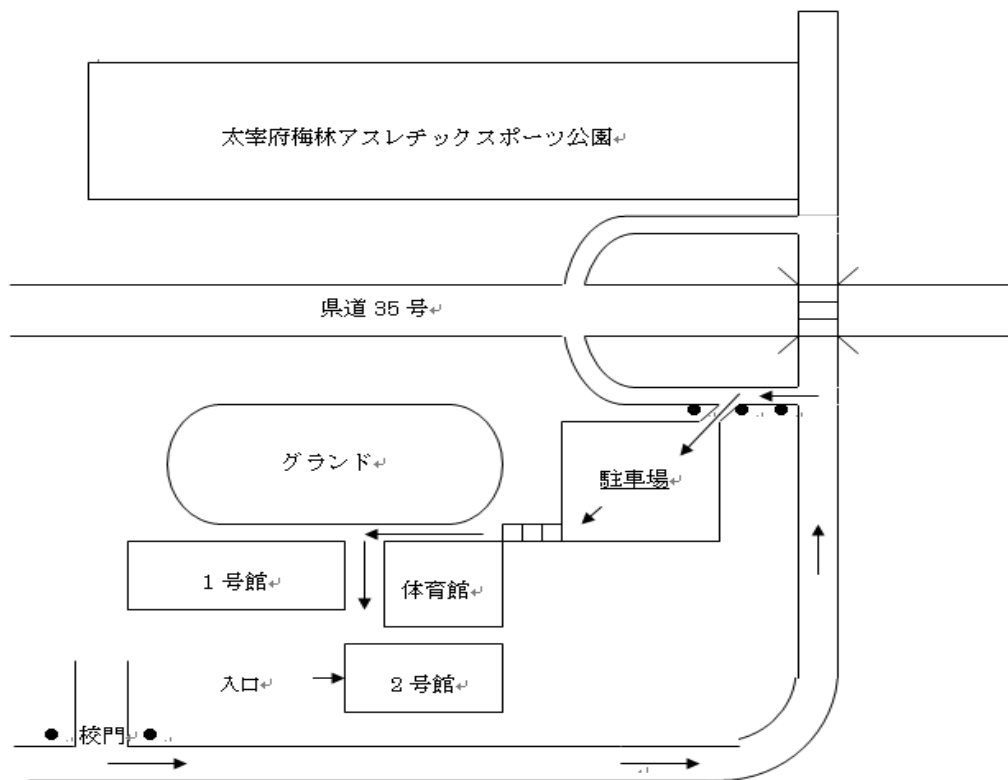 太宰府梅林アスレチックスポーツ公園
県道35号
グランド
駐車場
1号館
体育館
入口
2号館
校門